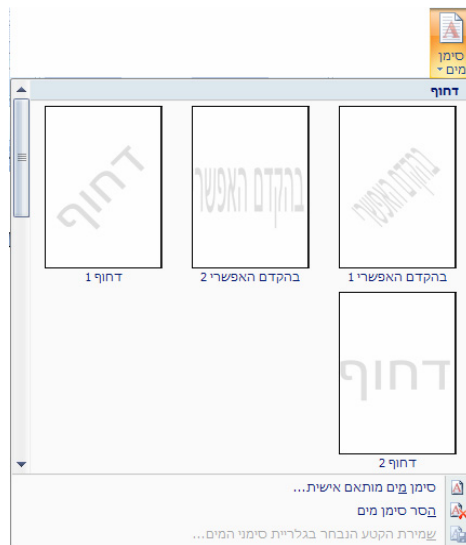 סימן
מים
דחוף
בהקדם האפשרי
בהקדם האפשרי 1
בהקדם האפשר
בהקדם האפשרי 2
דחוף
דחוף 1
דחוף
דחוף 2
סימן מים מותאם אישית...
הסר סימן מים
שמירת הקטע הנבחר בגלריית סימני המים...